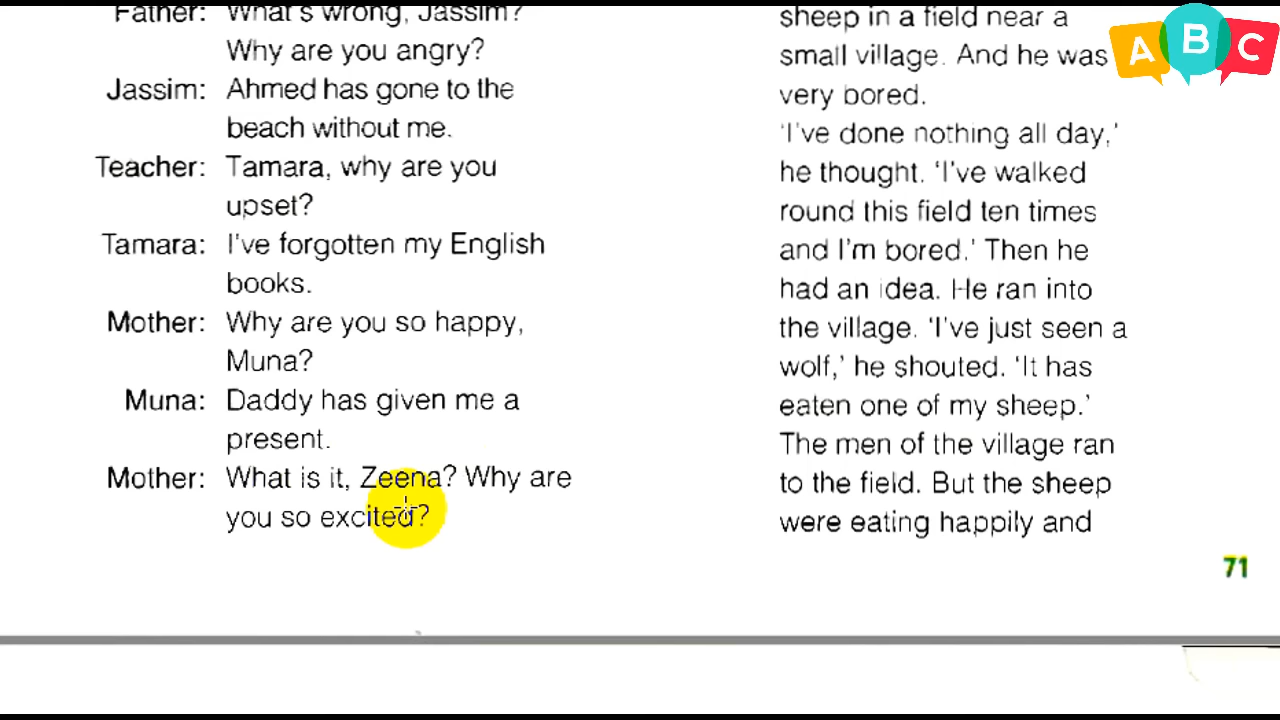 Father: What's wrong, Jassim?
Why are you angry?
Jassim: Ahmed has gone to the
beach without me.
Teacher: Tamara, why are you
upset?
Tamara: I've forgotten my English
books.
Mother: Why are you so happy,
Muna?
Muna: Daddy has given me a
present.
Mother: What is it, Zeena? Why are
you so excited?
sheep in a field near a
small village. And he was
very bored.
'I've done nothing all day,'
he thought. 'I've walked
round this field ten times
and I'm bored.' Then he
had an idea. He ran into
the village. 'I've just seen a
wolf,' he shouted. 'It has
eaten one of my sheep.'
The men of the village ran
to the field. But the sheep
were eating happily and
71
A B C